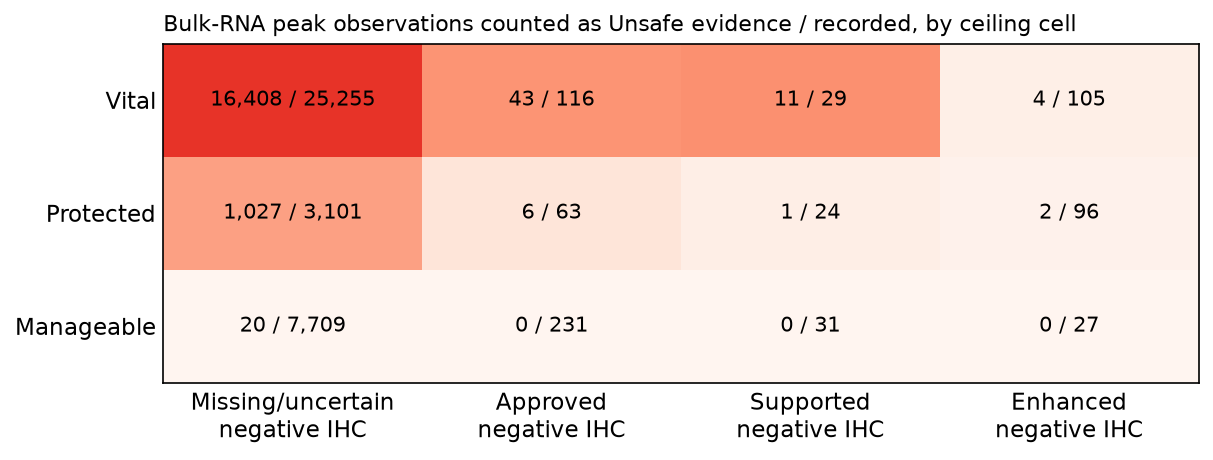 Bulk-RNA peak observations counted as Unsafe evidence / recorded, by ceiling cell
Vital
16,408 / 25,255
43 / 116
11 / 29
4 / 105
Protected
1,027 / 3,101
6 / 63
1 / 24
2 / 96
Manageable
20 / 7,709
0 / 231
0 / 31
0 / 27
Missing/uncertain
negative IHC
Approved
negative IHC
Supported
negative IHC
Enhanced
negative IHC